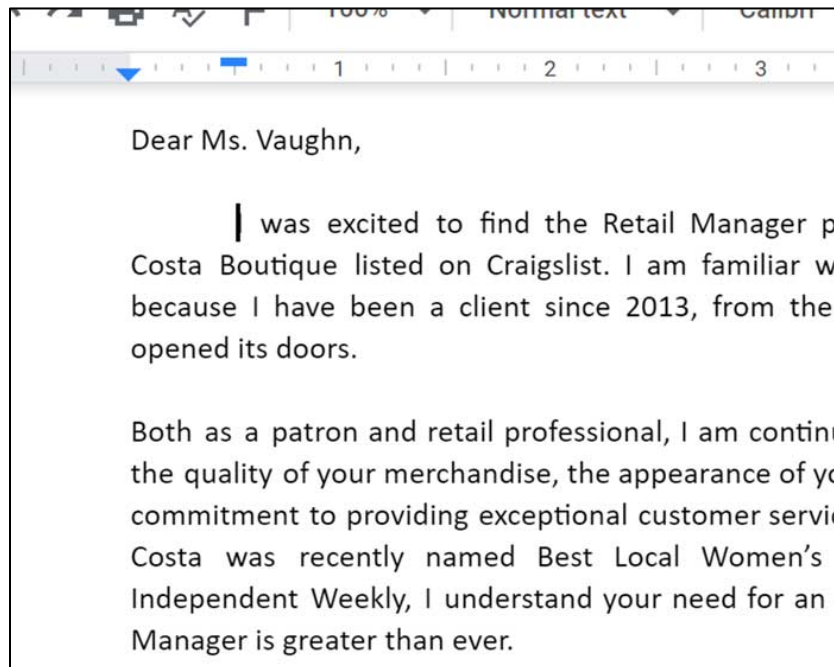 100% Normal text Calibri
1 2 3
Dear Ms. Vaughn,
I was excited to find the Retail Manager
Costa Boutique listed on Craigslist. I am familiar
because I have been a client since 2013, from the
opened its doors.
Both as a patron and retail professional, I am
the quality of your merchandise, the appearance of
commitment to providing exceptional customer
Costa was recently named Best Local Women’s
Independent Weekly, I understand your need for an
Manager is greater than ever.